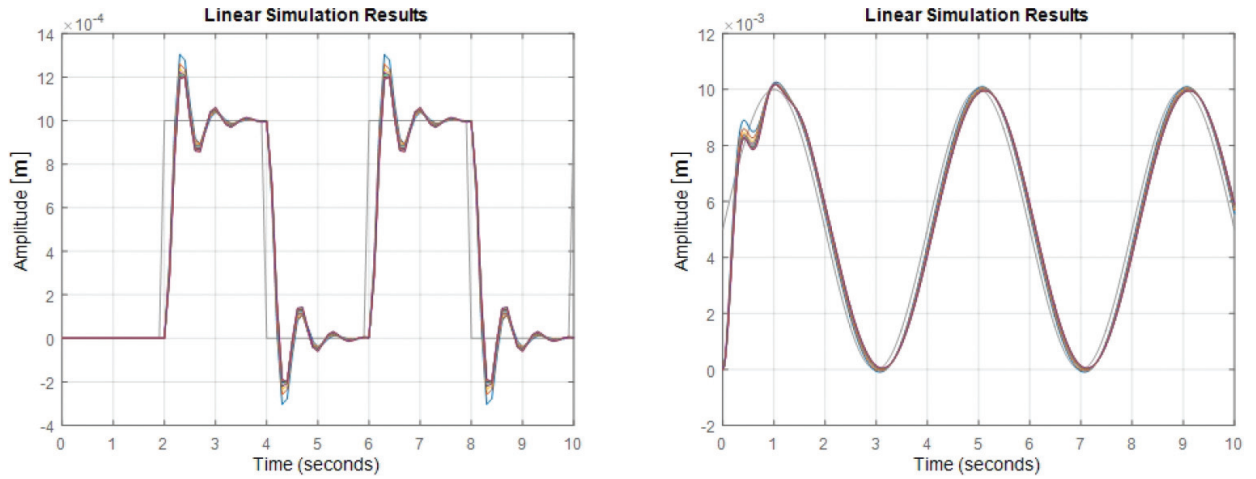 Linear Simulation Results
×10-4
14
12
10
8
6
4
2
0
-2
-4
Amplitude [m]
0 1 2 3 4 5 6 7 8 9 10
Time (seconds)
Linear Simulation Results
×10-3
12
10
8
6
4
2
0
-2
Amplitude [m]
0 1 2 3 4 5 6 7 8 9 10
Time (seconds)